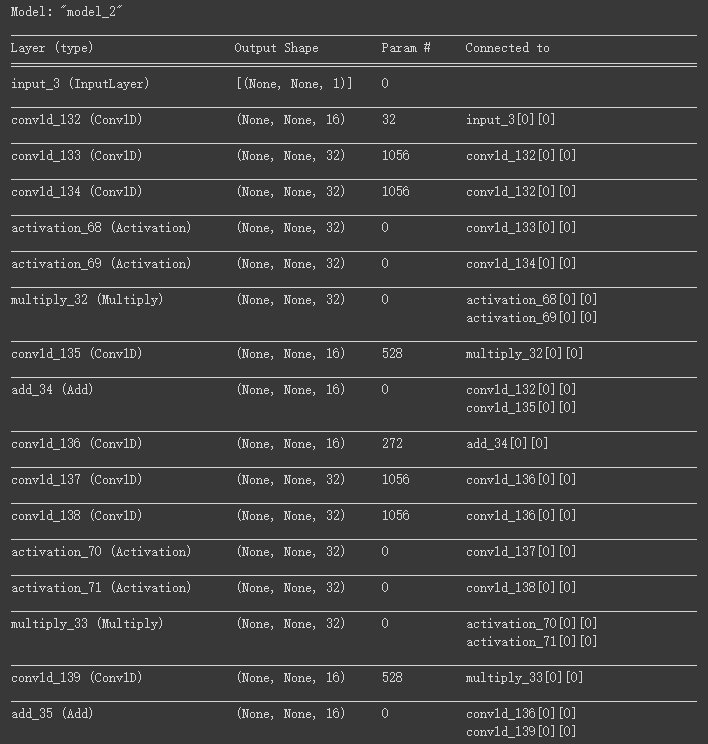 Model: "model_2"
Layer (type) Output Shape Param # Connected to
input_3 (InputLayer) [(None, None, 1)] 0
conv1d_132 (Conv1D) (None, None, 16) 32 input_3[0][0]
conv1d_133 (Conv1D) (None, None, 32) 1056 conv1d_132[0][0]
conv1d_134 (Conv1D) (None, None, 32) 1056 conv1d_132[0][0]
activation_68 (Activation) (None, None, 32) 0 conv1d_133[0][0]
activation_69 (Activation) (None, None, 32) 0 conv1d_134[0][0]
multiply_32 (Multiply) (None, None, 32) 0 activation_68[0][0]
activation_69[0][0]
conv1d_135 (Conv1D) (None, None, 16) 528 multiply_32[0][0]
add_34 (Add) (None, None, 16) 0 conv1d_132[0][0]
conv1d_135[0][0]
conv1d_136 (Conv1D) (None, None, 16) 272 add_34[0][0]
conv1d_137 (Conv1D) (None, None, 32) 1056 conv1d_136[0][0]
conv1d_138 (Conv1D) (None, None, 32) 1056 conv1d_136[0][0]
activation_70 (Activation) (None, None, 32) 0 conv1d_137[0][0]
activation_71 (Activation) (None, None, 32) 0 conv1d_138[0][0]
multiply_33 (Multiply) (None, None, 32) 0 activation_70[0][0]
activation_71[0][0]
conv1d_139 (Conv1D) (None, None, 16) 528 multiply_33[0][0]
add_35 (Add) (None, None, 16) 0 conv1d_136[0][0]
conv1d_139[0][0]